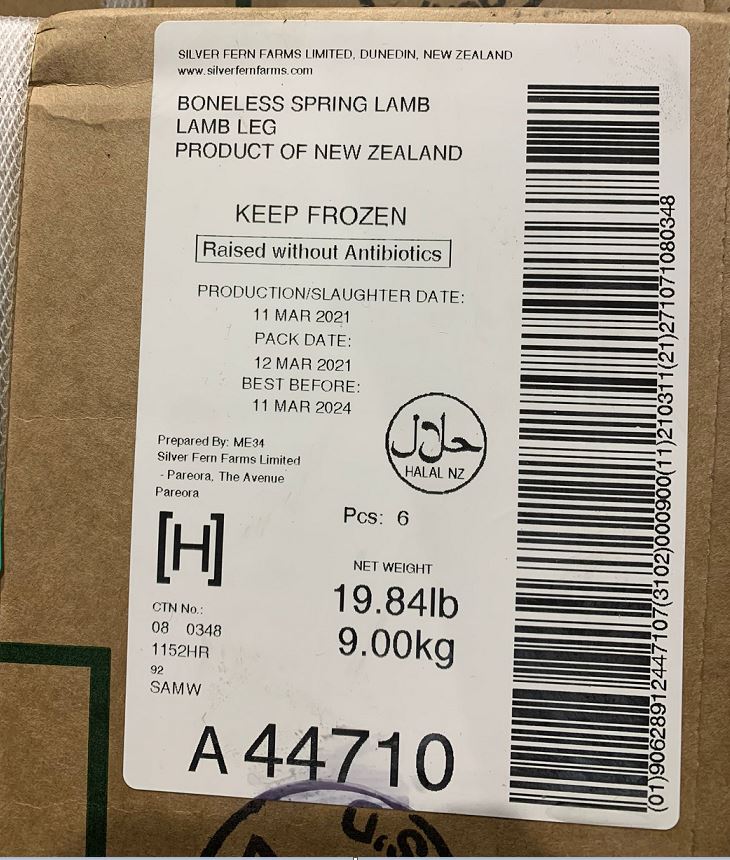 SILVER FERN FARMS LIMITED, DUNEDIN, NEW ZEALAND
www.silverfernfarms.com
BONELESS SPRING LAMB
LAMB LEG
PRODUCT OF NEW ZEALAND
KEEP FROZEN
Raised without Antibiotics
PRODUCTION/SLAUGHTER DATE:
11 MAR 2021
PACK DATE:
12 MAR 2021
BEST BEFORE:
11 MAR 2024
حلال
HALAL NZ
Prepared By: ME34
Silver Fern Farms Limited
- Pareora, The Avenue
Pareora
Pcs: 6
[H]
NET WEIGHT
19.84lb
9.00kg
CTN No.:
08 0348
1152HR
92
SAMW
A 44710
(01)90628912447107(3102)000900(11)210311(21)271071080348